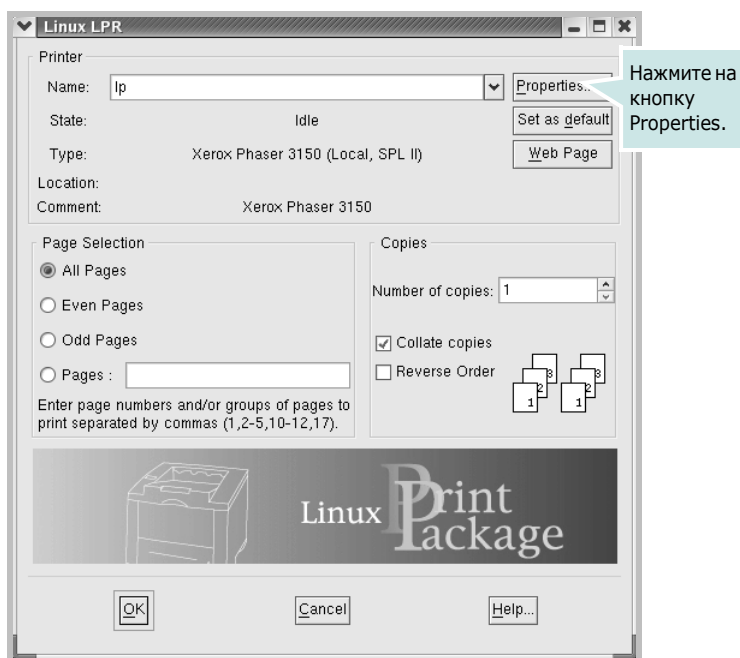 Linux LPR
Printer
Name: lp Properties...
State: Idle Set as default
Type: Xerox Phaser 3150 (Local, SPL II) Web Page
Location:
Comment: Xerox Phaser 3150
Нажмите на
кнопку
Properties.
Page Selection
All Pages
Even Pages
Odd Pages
Pages :
Enter page numbers and/or groups of pages to
print separated by commas (1,2-5,10-12,17).
Copies
Number of copies: 1
Collate copies
Reverse Order
3 3
2 2
1 1
Linux Print
Package
OK Cancel Help...